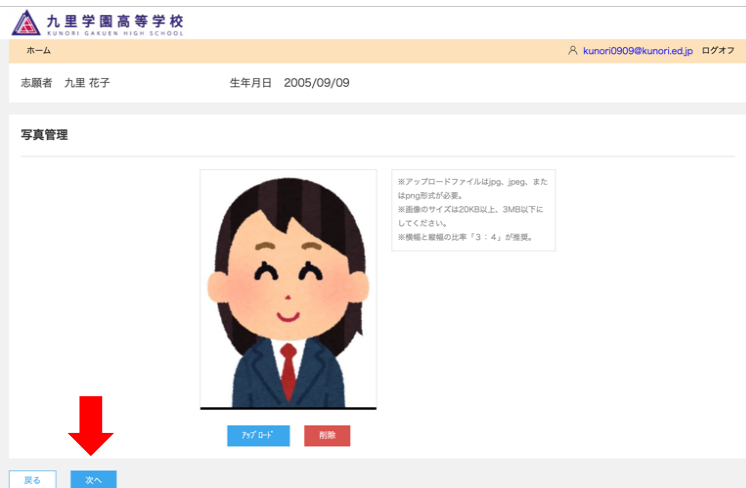 九里学園高等学校
KUNORI GAKUEN HIGH SCHOOL
ホーム
kunori0909@kunori.ed.jp ログオフ
志願者 九里 花子 生年月日 2005/09/09
写真管理
※アップロードファイルはjpg、jpeg、また
はpng形式が必要。
※画像のサイズは20KB以上、3MB以下に
してください。
※横幅と縦幅の比率「3：4」が推奨。
ｱｯﾌﾟﾛｰﾄﾞ 削除
戻る 次へ